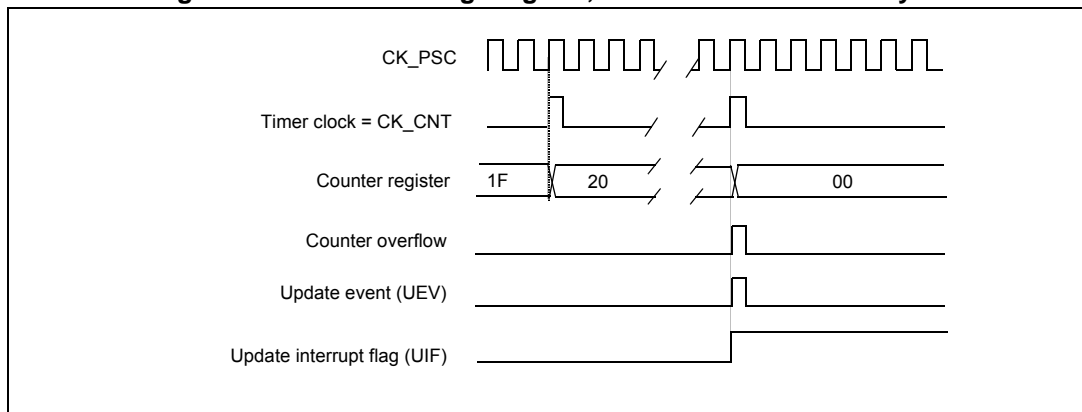 CK_PSC
Timer clock = CK_CNT
Counter register 1F 20 00
Counter overflow
Update event (UEV)
Update interrupt flag (UIF)